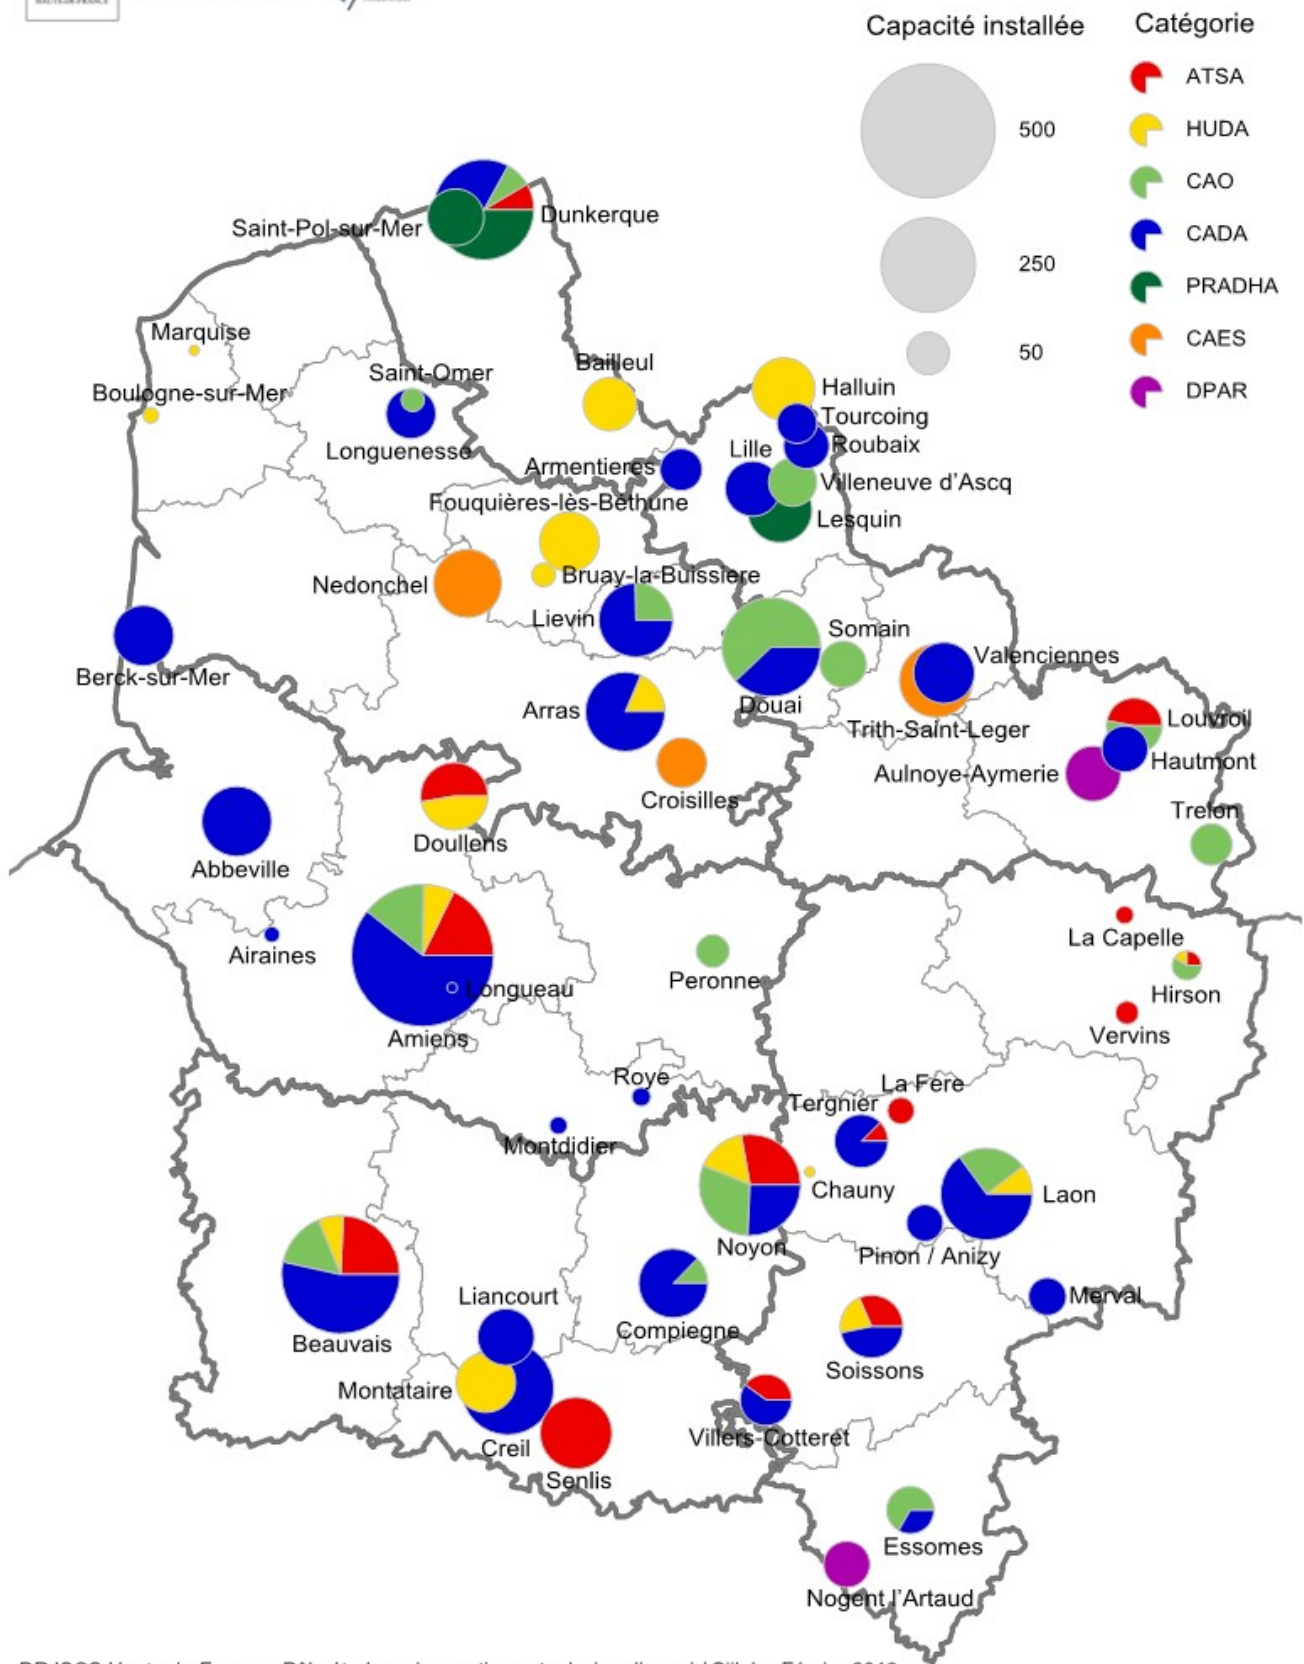 HAUTS-DE-FRANCE
Capacité installée
500
250
50
Catégorie
ATSA
HUDA
CAO
CADA
PRADHA
CAES
DPAR
Dunkerque
Saint-Pol-sur-Mer
Marquise
Bailleul
Saint-Omer
Boulogne-sur-Mer
Halluin
Tourcoing
Roubaix
Lille
Longuenesse
Armentieres
Villeneuve d'Ascq
Fouquières-lès-Béthune
Lesquin
Nedonchel
Bruay-la-Buissiere
Lievin
Somain
Valenciennes
Berck-sur-Mer
Douai
Arras
Trith-Saint-Leger
Louvroil
Hautmont
Aulnoye-Aymerie
Croisilles
Trelon
Doullens
Abbeville
La Capelle
Airaines
Peronne
Longueau
Hirson
Amiens
Vervins
Roye
La Fere
Tergnier
Montdidier
Chauny
Laon
Noyon
Pinon / Anizy
Liancourt
Merval
Compiegne
Beauvais
Soissons
Montataire
Villers-Cotteret
Creil
Senlis
Essomes
Nogent l'Artaud